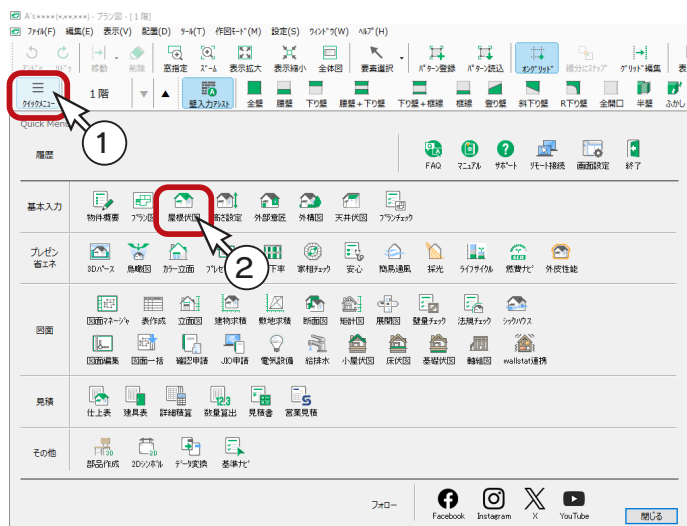 A's****(*,**,***) - プラン図 - [1 階]
ファイル(F) 編集(E) 表示(V) 配置(D) ツール(T) 作図モード(M) 設定(S) ウィンドウ(W) ヘルプ(H)
アンドゥ リドゥ 移動 削除 窓指定 ズーム 表示拡大 表示縮小 全体図 要素選択 パターン登録 パターン読込 オングリッド 線分にスナップ グリッド編集 表
クイックメニュー 1 階 壁入力アシスト 全壁 腰壁 下り壁 腰壁+下り壁 下り壁+框線 框線 登り壁 斜下り壁 R下り壁 全開口 半壁 ふかし
Quick Menu
1
履歴 FAQ マニュアル サポート リモート接続 画面設定 終了
基本入力 物件概要 プラン図 屋根伏図 高さ設定 外部意匠 外構図 天井伏図 プランチェック
2
プレゼン 省エネ 3Dパース 鳥瞰図 カラー立面 プレゼ 下率 家相チェック 安心 簡易通風 採光 ライフサイクル 燃費ナビ 外皮性能
図面 図面マネージャ 表作成 立面図 建物求積 敷地求積 断面図 矩計図 展開図 壁量チェック 法規チェック シックハウス
図面編集 図面一括 確認申請 JIO申請 電気設備 給排水 小屋伏図 床伏図 基礎伏図 軸組図 wallstat連携
見積 仕上表 建具表 詳細積算 数量算出 見積書 営業見積
その他 部品作成 2Dシンボル データ変換 基準ナビ
フォロー Facebook Instagram X YouTube 閉じる